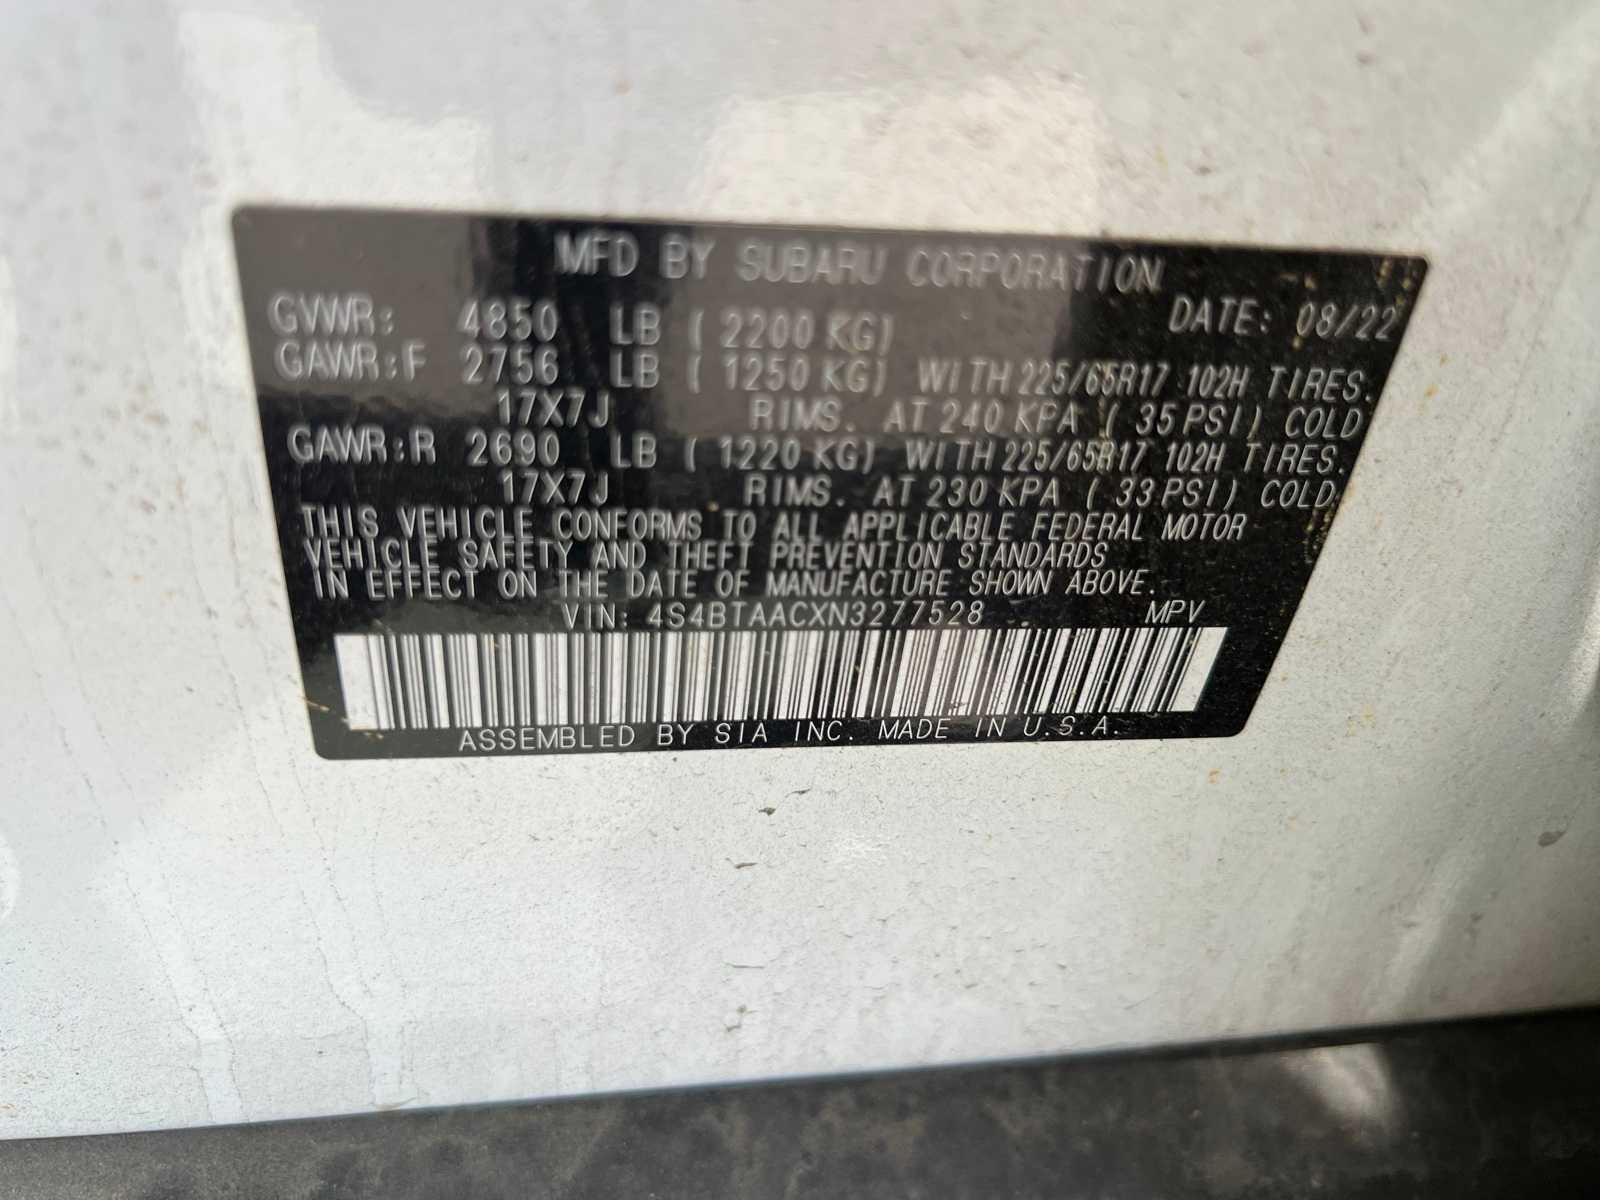 MFD BY SUBARU CORPORATION
GVWR: 4850 LB ( 2200 KG) DATE: 08/22
GAWR:F 2756 LB ( 1250 KG) WITH 225/65R17 102H TIRES.
17X7J RIMS. AT 240 KPA ( 35 PSI) COLD
GAWR:R 2690 LB ( 1220 KG) WITH 225/65R17 102H TIRES.
17X7J RIMS. AT 230 KPA ( 33 PSI) COLD.
THIS VEHICLE CONFORMS TO ALL APPLICABLE FEDERAL MOTOR
VEHICLE SAFETY AND THEFT PREVENTION STANDARDS
IN EFFECT ON THE DATE OF MANUFACTURE SHOWN ABOVE.
VIN: 4S4BTAACXN3277528 MPV
ASSEMBLED BY SIA INC. MADE IN U.S.A.